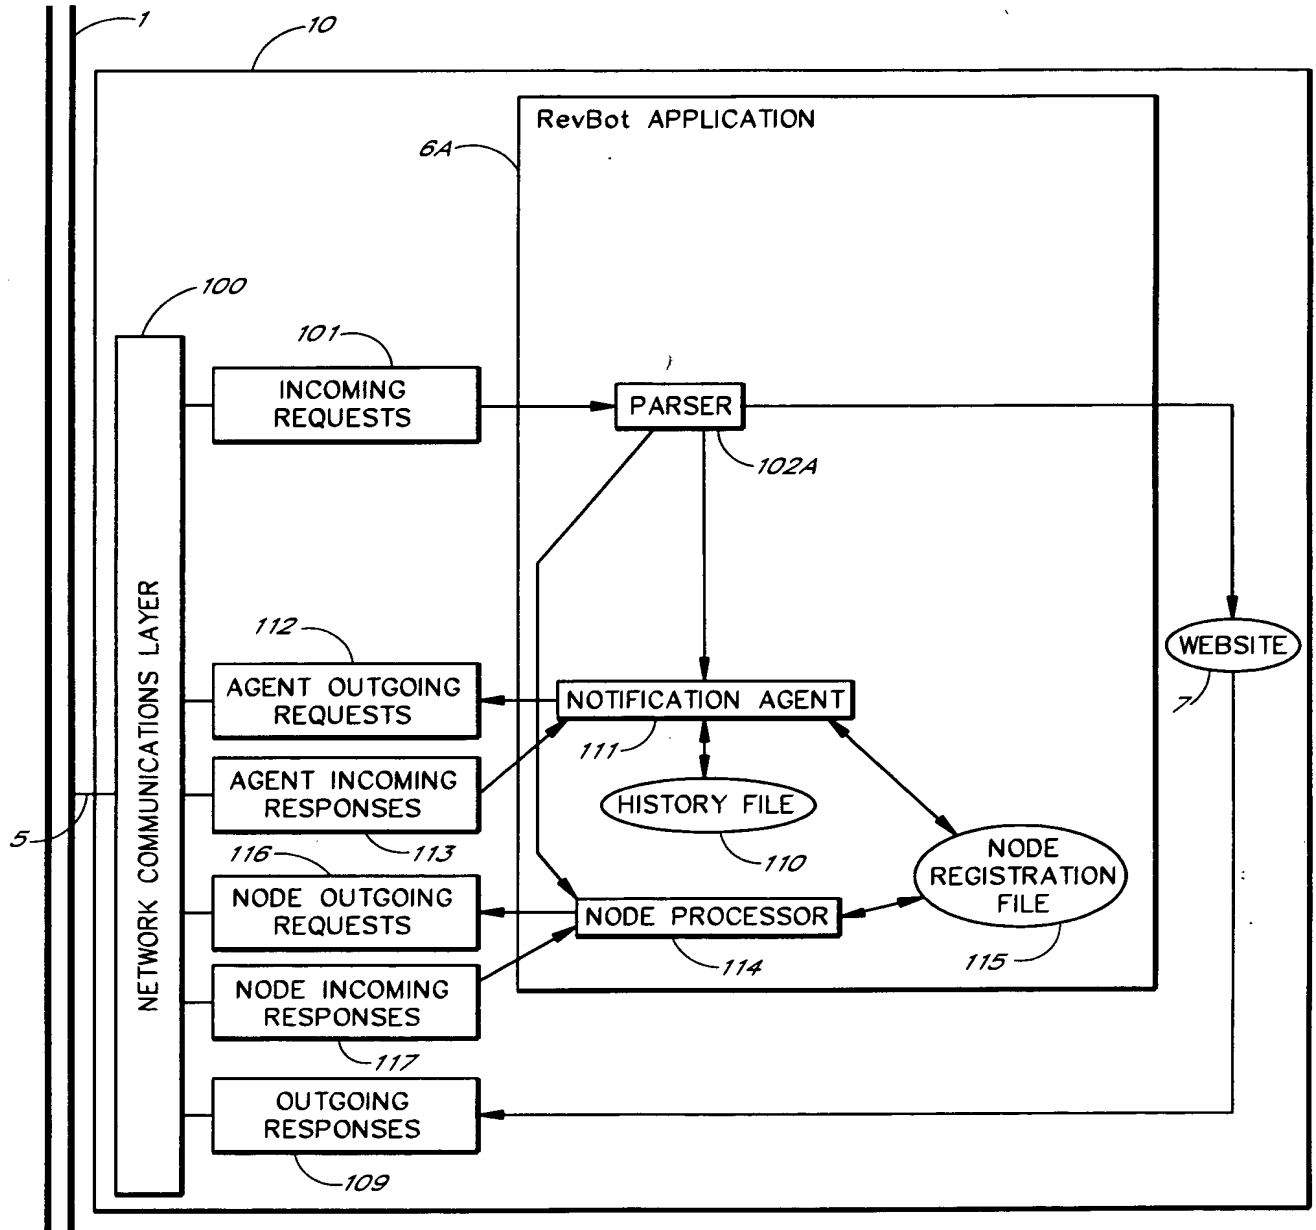 1
10
RevBot APPLICATION
6A
100
101
INCOMING
REQUESTS
PARSER
102A
NETWORK COMMUNICATIONS LAYER
112
AGENT OUTGOING
REQUESTS
NOTIFICATION AGENT
111
WEBSITE
7
AGENT INCOMING
RESPONSES
113
HISTORY FILE
110
5
116
NODE OUTGOING
REQUESTS
NODE PROCESSOR
114
NODE
REGISTRATION
FILE
115
NODE INCOMING
RESPONSES
117
OUTGOING
RESPONSES
109